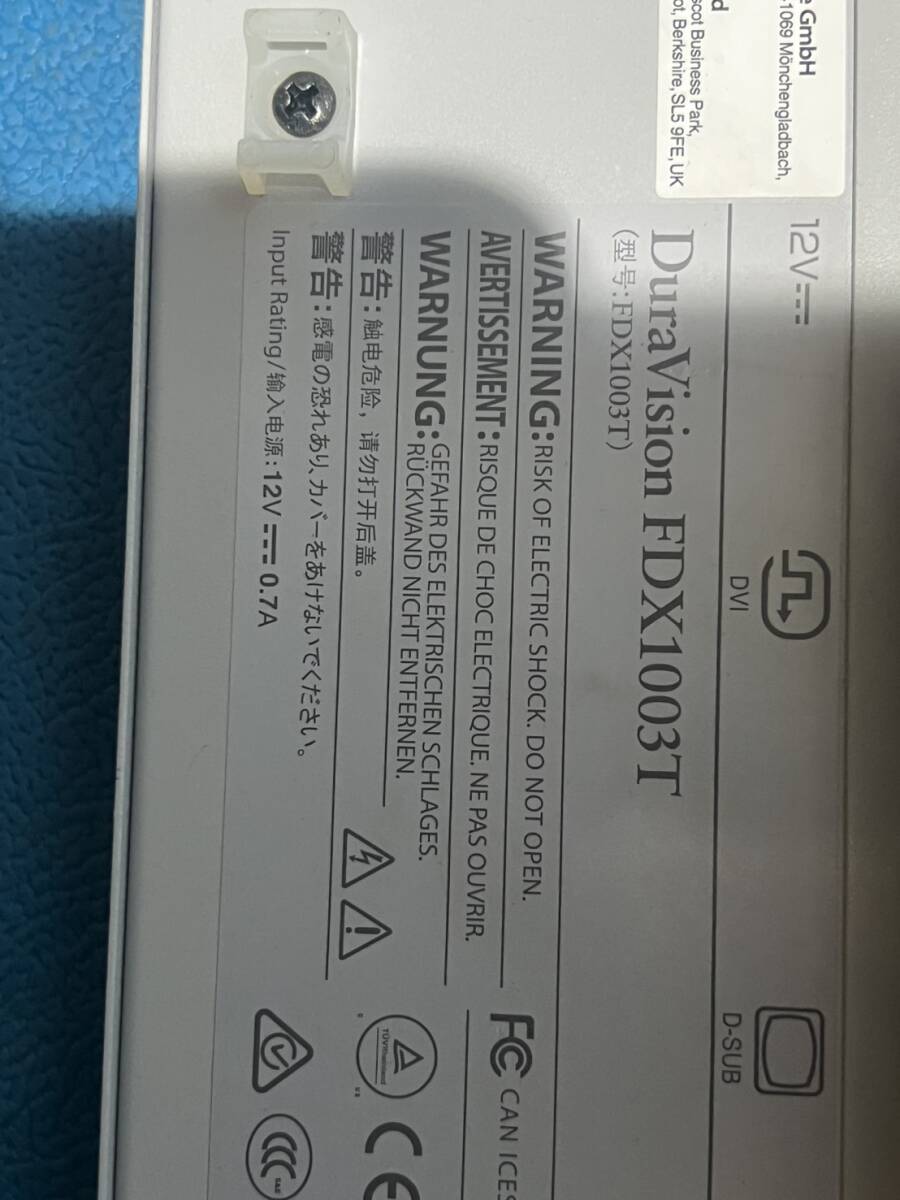 e GmbH
1069 Mönchengladbach,
d
scot Business Park,
ot, Berkshire, SL5 9FE, UK
12V⎓
DVI
D-SUB
DuraVision FDX1003T
(型号:FDX1003T)
WARNING:RISK OF ELECTRIC SHOCK. DO NOT OPEN.
AVERTISSEMENT:RISQUE DE CHOC ELECTRIQUE. NE PAS OUVRIR.
WARNUNG:GEFAHR DES ELEKTRISCHEN SCHLAGES.
RÜCKWAND NICHT ENTFERNEN.
警告:触电危险, 请勿打开后盖。
警告:感電の恐れあり、カバーをあけないでください。
Input Rating/输入电源:12V⎓ 0.7A
FC CAN ICES
TÜVRheinland
CE
CCC